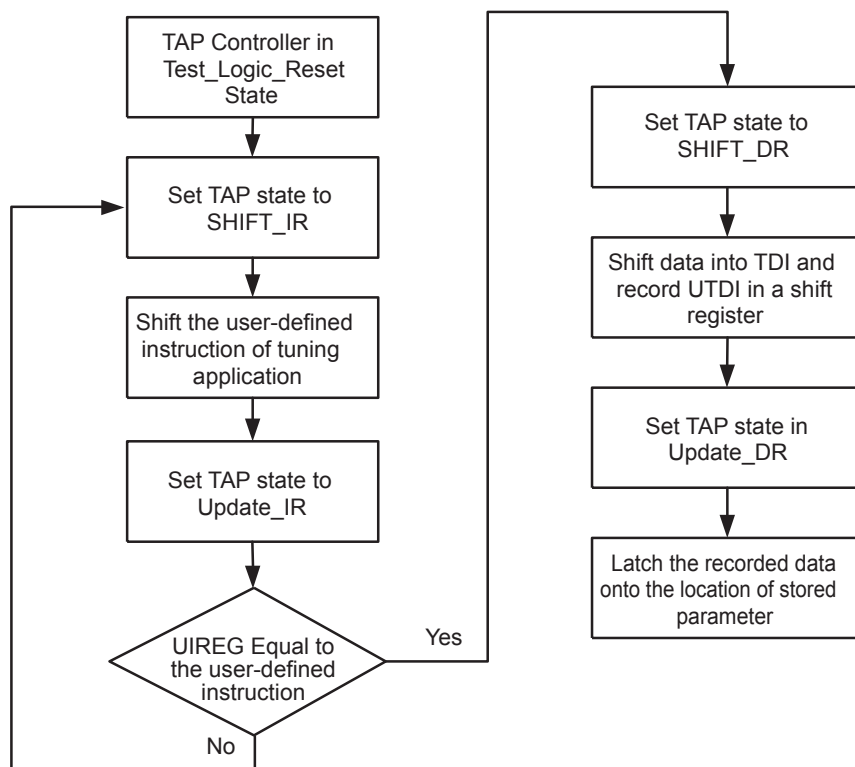 TAP Controller in
Test_Logic_Reset
State
Set TAP state to
SHIFT_IR
Shift the user-defined
instruction of tuning
application
Set TAP state to
Update_IR
UIREG Equal to
the user-defined
instruction
Yes
No
Set TAP state to
SHIFT_DR
Shift data into TDI and
record UTDI in a shift
register
Set TAP state in
Update_DR
Latch the recorded data
onto the location of stored
parameter